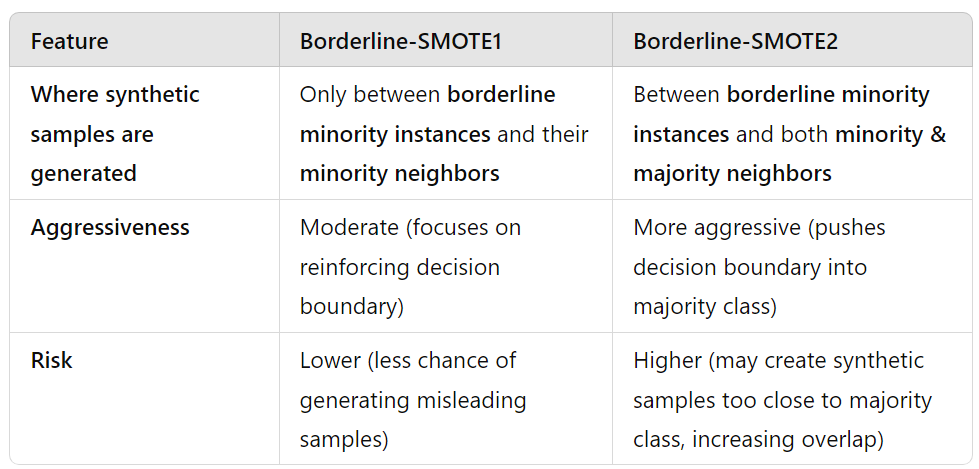 Feature Borderline-SMOTE1 Borderline-SMOTE2
Where synthetic Only between borderline Between borderline minority
samples are minority instances and their instances and both minority &
generated minority neighbors majority neighbors
Aggressiveness Moderate (focuses on More aggressive (pushes
reinforcing decision decision boundary into
boundary) majority class)
Risk Lower (less chance of Higher (may create synthetic
generating misleading samples too close to majority
samples) class, increasing overlap)